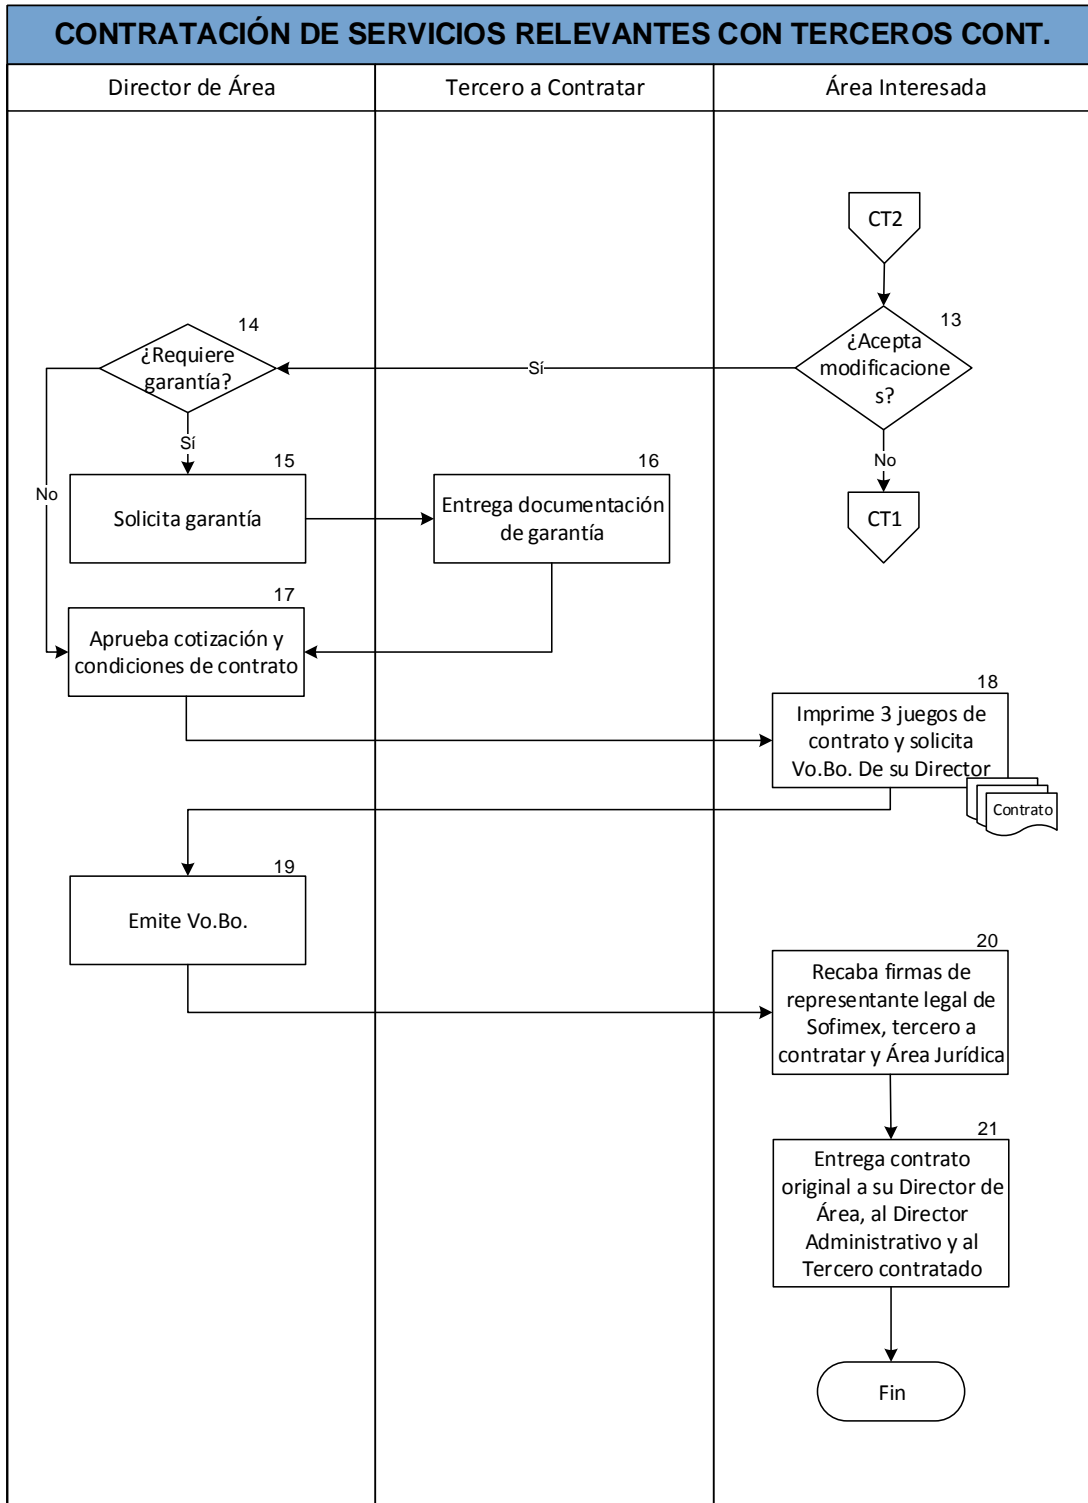 CONTRATACIÓN DE SERVICIOS RELEVANTES CON TERCEROS CONT.
Director de Área
Tercero a Contratar
Área Interesada
CT2
13
¿Acepta
modificacione
s?
Sí
No
CT1
14
¿Requiere
garantía?
Sí
No
15
Solicita garantía
16
Entrega documentación
de garantía
17
Aprueba cotización y
condiciones de contrato
18
Imprime 3 juegos de
contrato y solicita
Vo.Bo. De su Director
Contrato
19
Emite Vo.Bo.
20
Recaba firmas de
representante legal de
Sofimex, tercero a
contratar y Área Jurídica
21
Entrega contrato
original a su Director de
Área, al Director
Administrativo y al
Tercero contratado
Fin